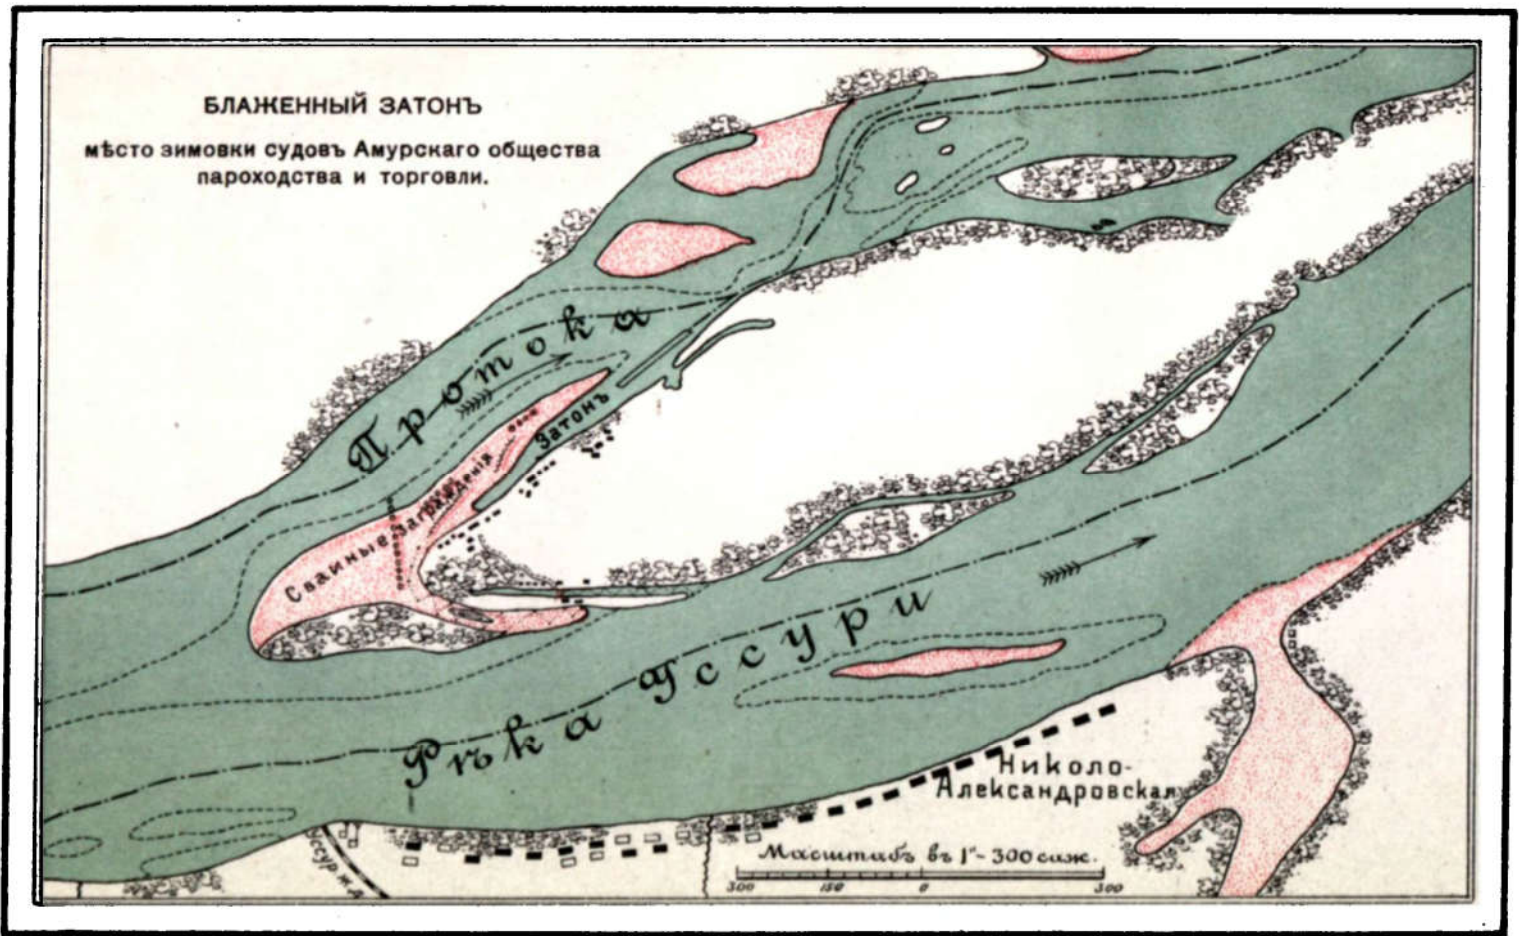 БЛАЖЕННЫЙ ЗАТОНЪ
мѣсто зимовки судовъ Амурскаго общества
пароходства и торговли.
Протока
Затонъ
Свайные заграждения
Рѣка Уссури
Николо-
Александровская
Уссур. ж. д.
Масштабъ въ 1"- 300 саж.
300 150 0 300